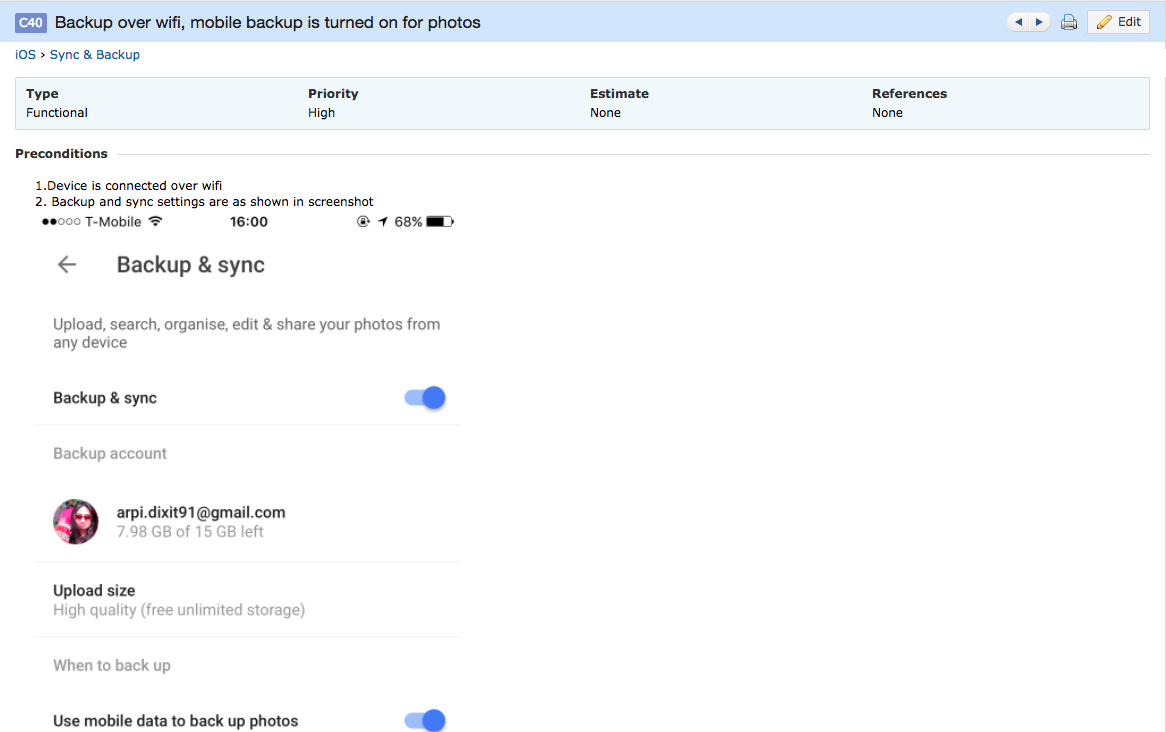 C40 Backup over wifi, mobile backup is turned on for photos Edit
iOS › Sync & Backup
Type Priority Estimate References
Functional High None None
Preconditions
1.Device is connected over wifi
2. Backup and sync settings are as shown in screenshot
T-Mobile 16:00 68%
Backup & sync
Upload, search, organise, edit & share your photos from
any device
Backup & sync
Backup account
arpi.dixit91@gmail.com
7.98 GB of 15 GB left
Upload size
High quality (free unlimited storage)
When to back up
Use mobile data to back up photos